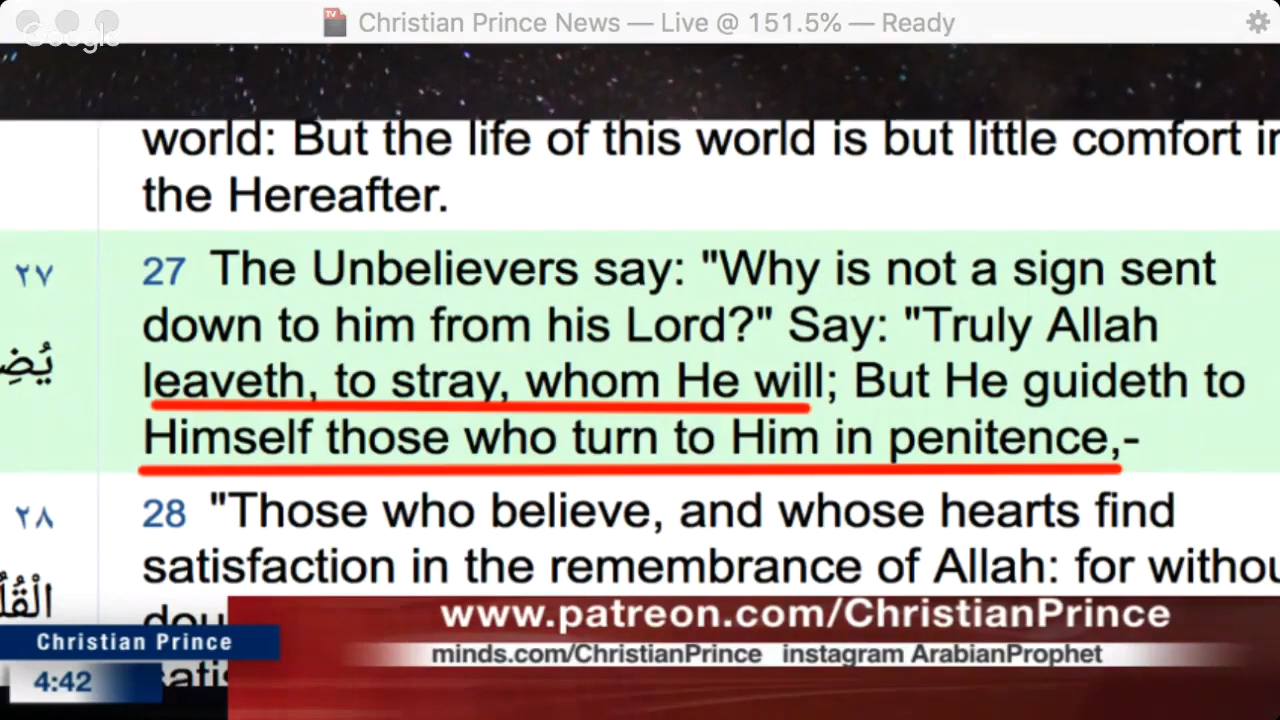 Christian Prince News — Live @ 151.5% — Ready
Google
world: But the life of this world is but little comfort in
the Hereafter.
٢٧
27 The Unbelievers say: "Why is not a sign sent
down to him from his Lord?" Say: "Truly Allah
يُضِ
leaveth, to stray, whom He will; But He guideth to
Himself those who turn to Him in penitence,-
٢٨
28 "Those who believe, and whose hearts find
satisfaction in the remembrance of Allah: for withou
www.patreon.com/ChristianPrince
Christian Prince
minds.com/ChristianPrince instagram ArabianProphet
4:42